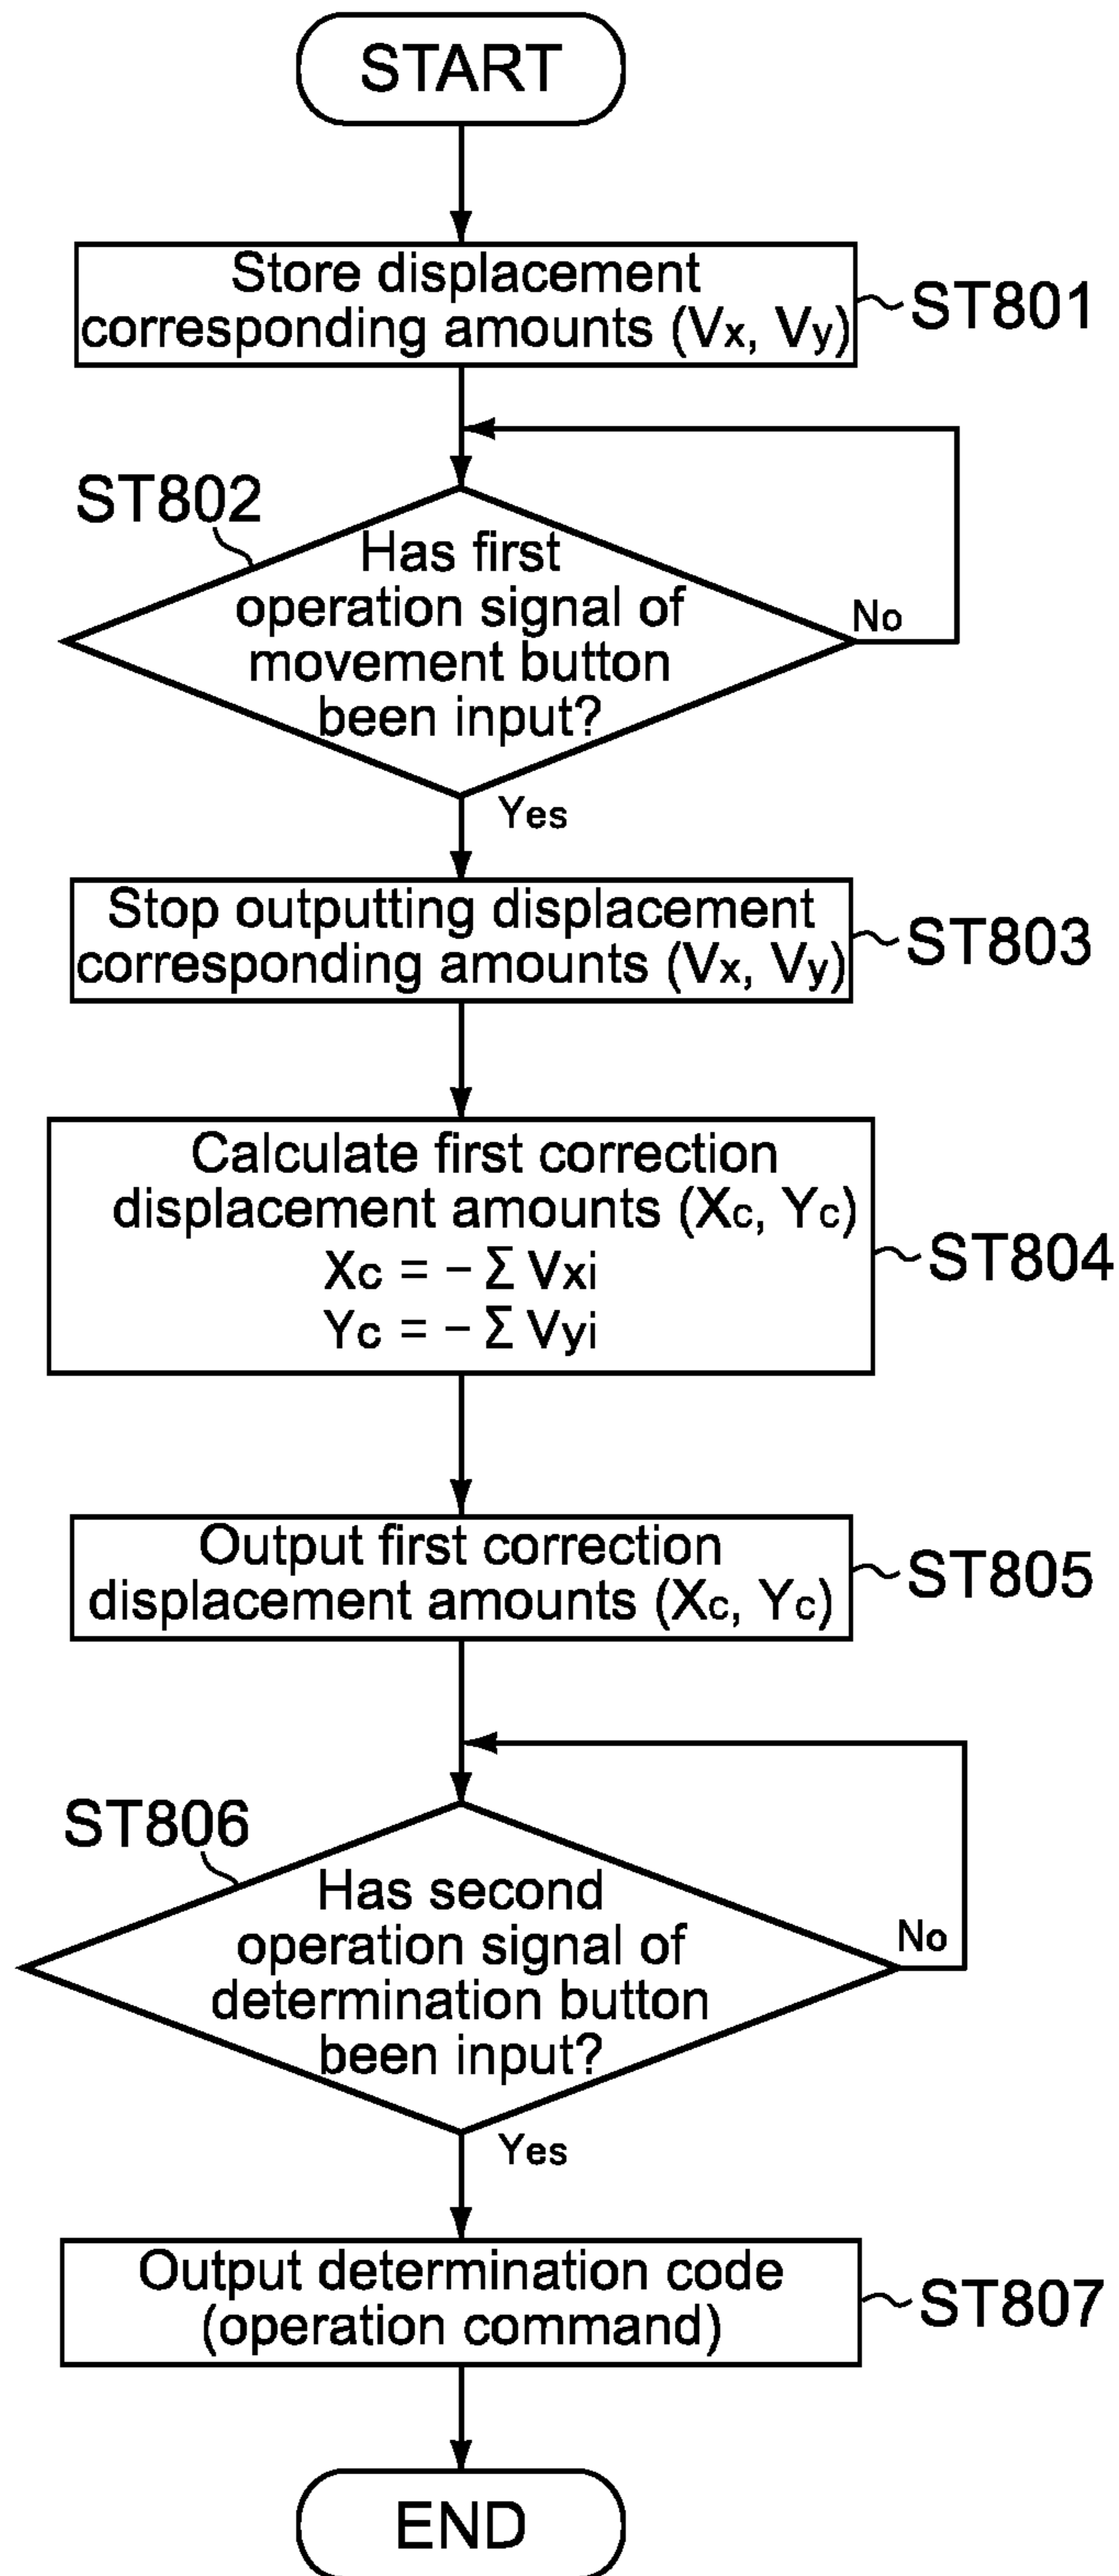 START
Store displacement
corresponding amounts (Vx, Vy)
ST801
ST802
Has first
operation signal of
movement button
been input?
No
Yes
Stop outputting displacement
corresponding amounts (Vx, Vy)
ST803
Calculate first correction
displacement amounts (Xc, Yc)
Xc = − Σ Vxi
Yc = − Σ Vyi
ST804
Output first correction
displacement amounts (Xc, Yc)
ST805
ST806
Has second
operation signal of
determination button
been input?
No
Yes
Output determination code
(operation command)
ST807
END